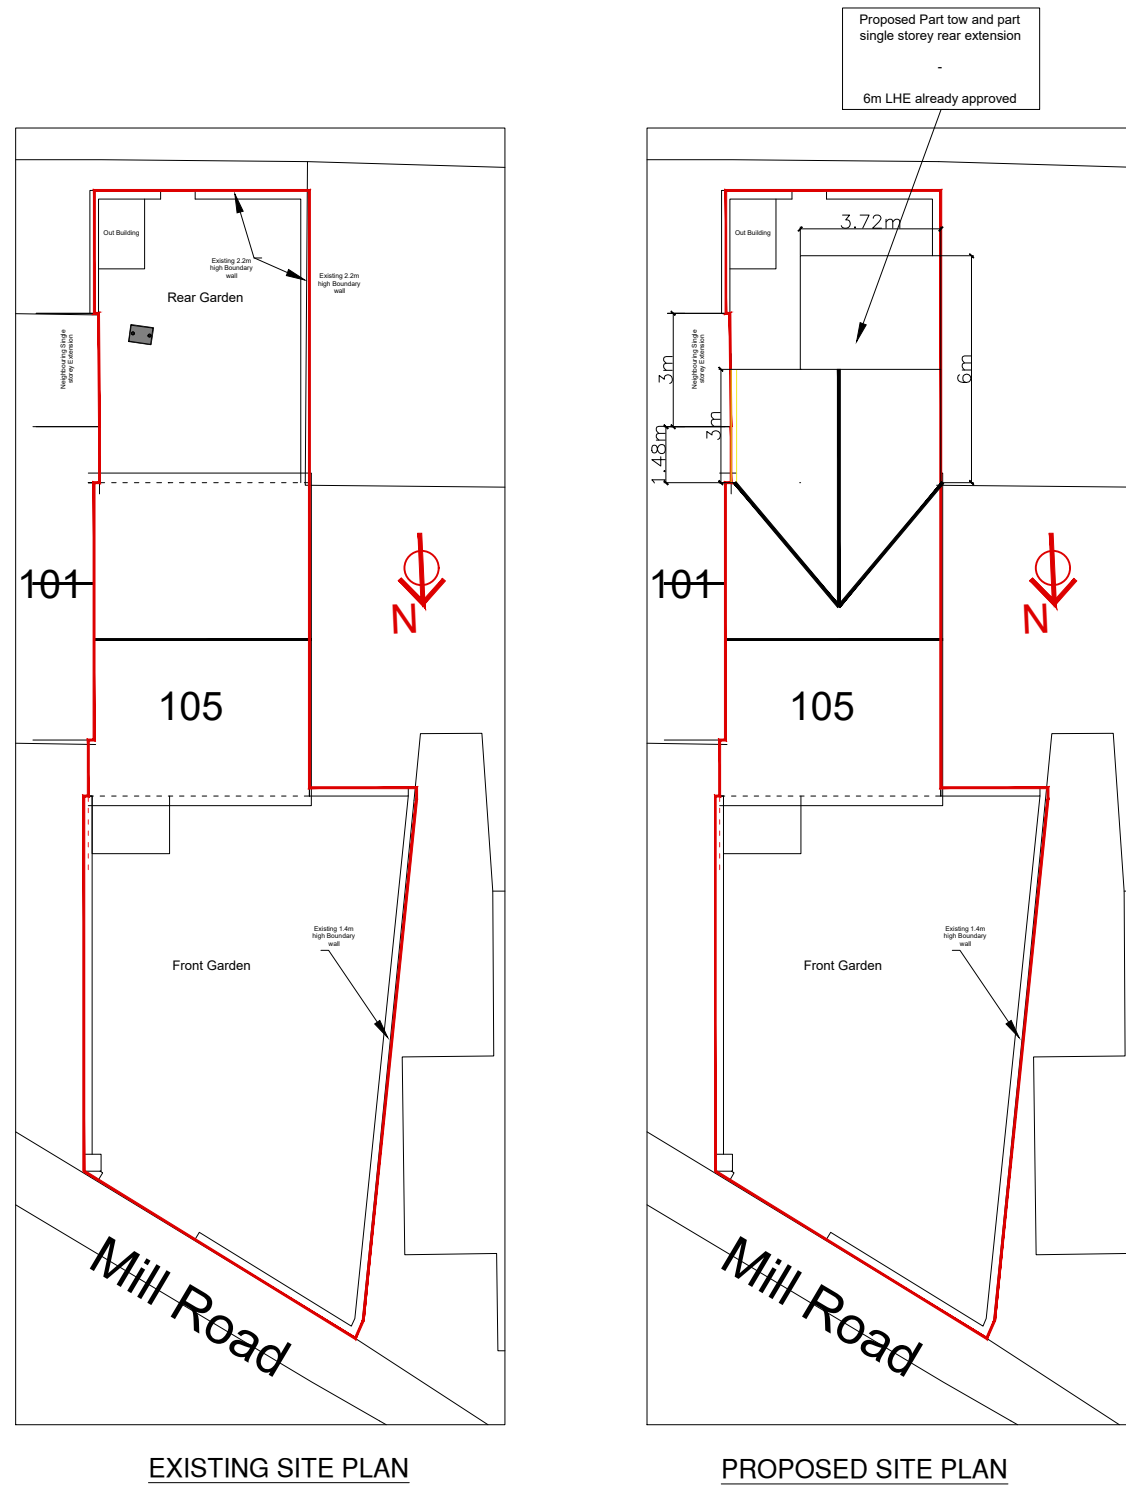 Proposed Part tow and part
single storey rear extension
-
6m LHE already approved
Out Building
Existing 2.2m
high Boundary
wall
Existing 2.2m
high Boundary
wall
Rear Garden
Neighbouring Single
storey Extension
101
N
105
Existing 1.4m
high Boundary
wall
Front Garden
Mill Road
EXISTING SITE PLAN
Out Building
3.72m
Neighbouring Single
storey Extension
3m
6m
3m
1.48m
101
N
105
Existing 1.4m
high Boundary
wall
Front Garden
Mill Road
PROPOSED SITE PLAN